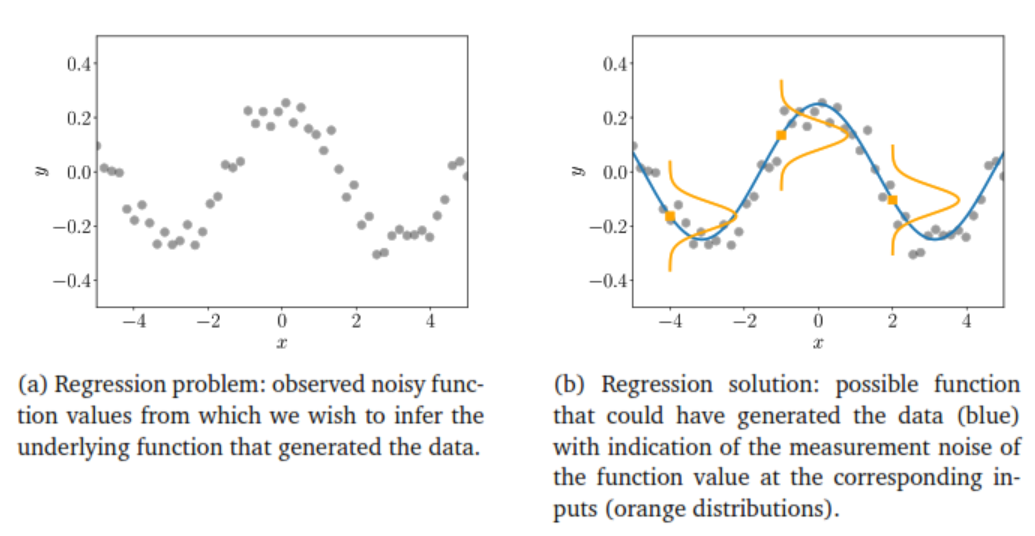 0.4
0.2
0.0
−0.2
−0.4
y
−4 −2 0 2 4
x
(a) Regression problem: observed noisy func-
tion values from which we wish to infer the
underlying function that generated the data.
0.4
0.2
0.0
−0.2
−0.4
y
−4 −2 0 2 4
x
(b) Regression solution: possible function
that could have generated the data (blue)
with indication of the measurement noise of
the function value at the corresponding in-
puts (orange distributions).